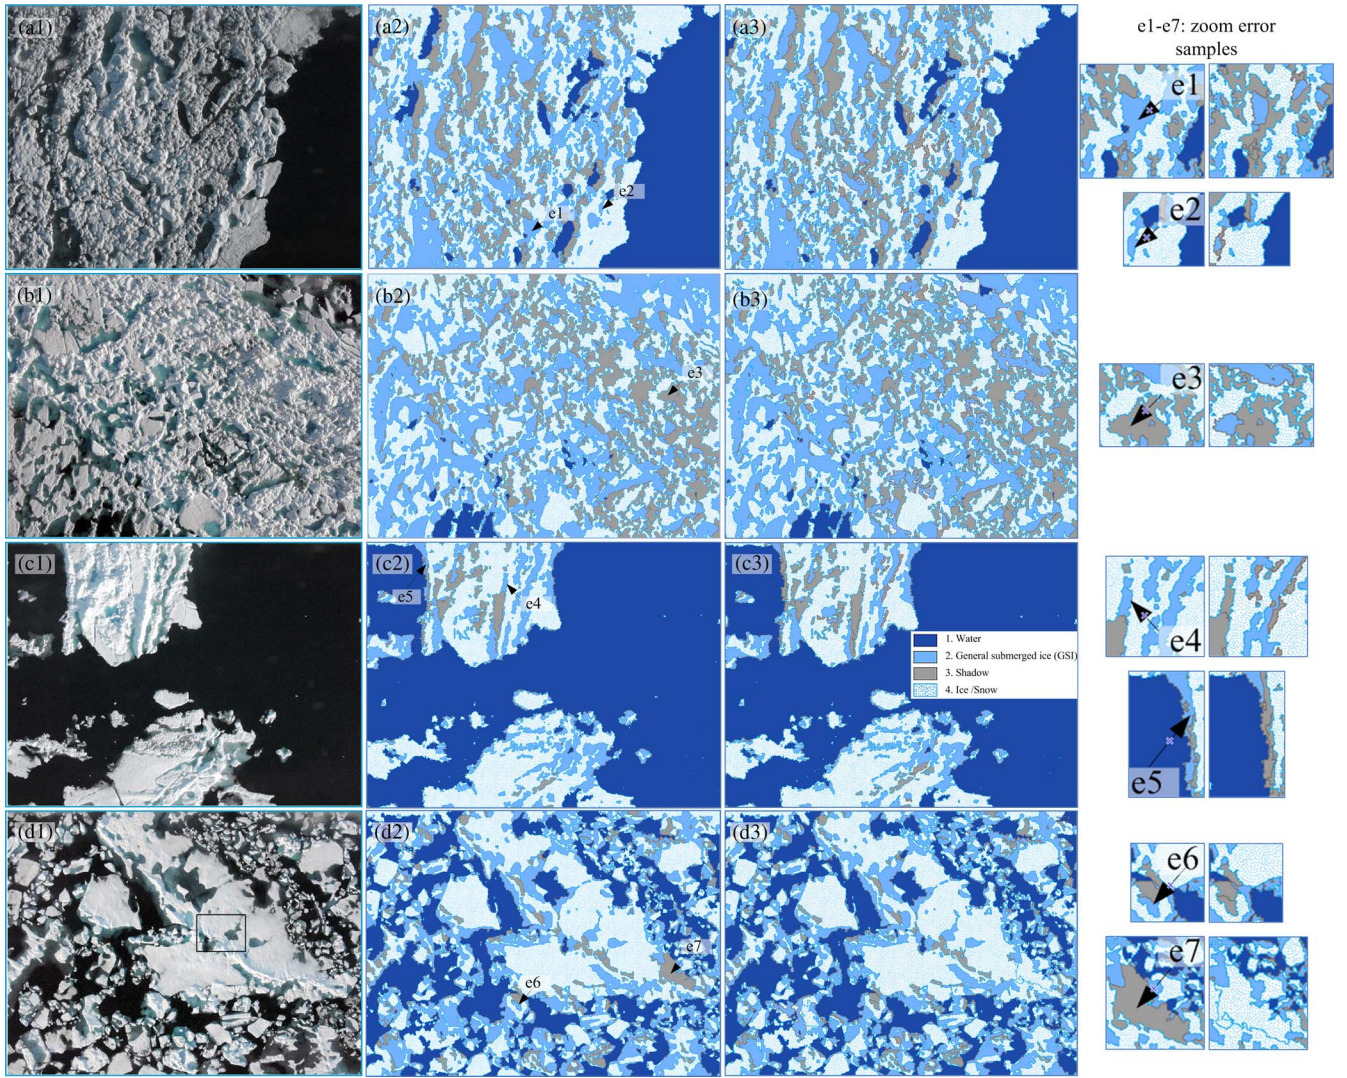 (a1)
(a2)
(a3)
e1-e7: zoom error
samples
e1
e2
e1
e2
(b1)
(b2)
(b3)
e3
e3
(c1)
(c2)
(c3)
e5
e4
1. Water
2. General submerged ice (GSI)
3. Shadow
4. Ice /Snow
e4
e5
(d1)
(d2)
(d3)
e7
e6
e6
e7